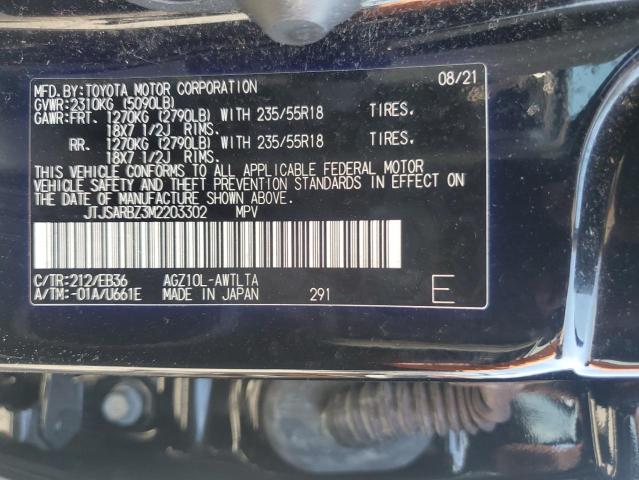 MFD.BY:TOYOTA MOTOR CORPORATION 08/21
GVWR:2310KG (5090LB)
GAWR:FRT. 1270KG (2790LB) WITH 235/55R18 TIRES.
18X7 1/2J RIMS.
RR. 1270KG (2790LB) WITH 235/55R18 TIRES.
18X7 1/2J RIMS.
THIS VEHICLE CONFORMS TO ALL APPLICABLE FEDERAL MOTOR
VEHICLE SAFETY AND THEFT PREVENTION STANDARDS IN EFFECT ON
THE DATE OF MANUFACTURE SHOWN ABOVE.
JTJSARBZ3M2203302 MPV
C/TR:212/EB36 AGZ10L-AWTLTA
A/TM:-01A/U661E MADE IN JAPAN 291 E